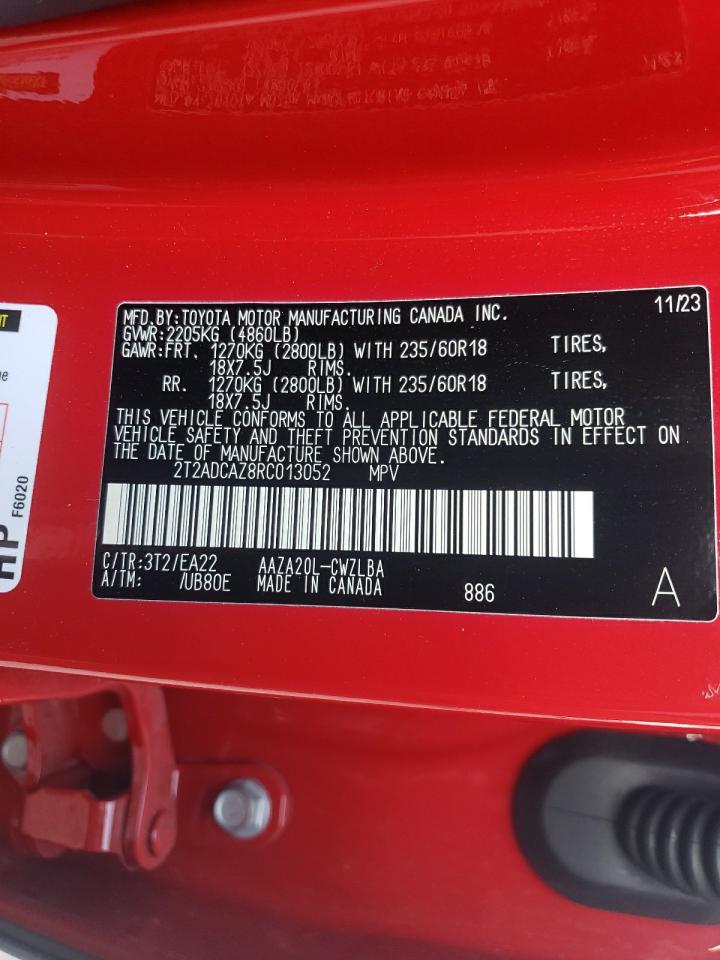 MFD. BY:TOYOTA MOTOR MANUFACTURING CANADA INC. 11/23
GVWR:2205KG (4860LB)
GAWR:FRT. 1270KG (2800LB) WITH 235/60R18 TIRES,
18X7.5J RIMS.
RR. 1270KG (2800LB) WITH 235/60R18 TIRES,
18X7.5J RIMS.
THIS VEHICLE CONFORMS TO ALL APPLICABLE FEDERAL MOTOR
VEHICLE SAFETY AND THEFT PREVENTION STANDARDS IN EFFECT ON
THE DATE OF MANUFACTURE SHOWN ABOVE.
2T2ADCAZ8RC013052 MPV
C/TR:3T2/EA22 AAZA20L-CWZLBA
A/TM: /UB80E MADE IN CANADA 886 A
HP F6020